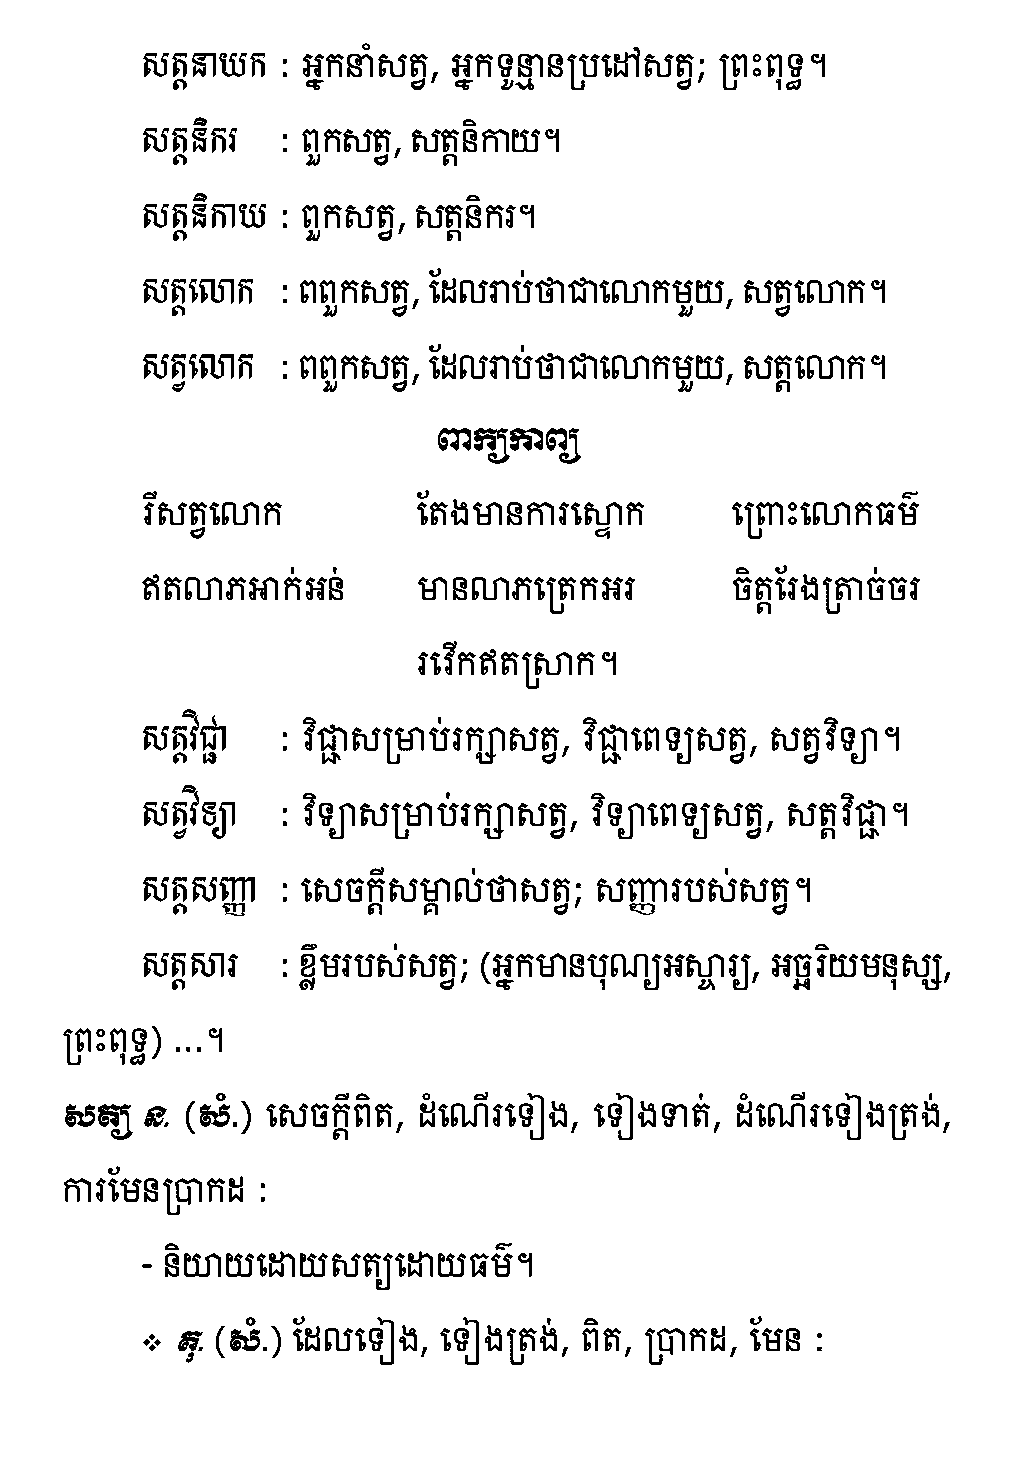 សត្តនាយក : អ្នកនាំសត្វ, អ្នកទូន្មានប្រដៅសត្វ; ព្រះពុទ្ធ។
សត្តនិករ : ពួកសត្វ, សត្តនិកាយ។
សត្តនិកាយ : ពួកសត្វ, សត្តនិករ។
សត្តលោក : ពពួកសត្វ, ដែលរាប់ថាជាលោកមួយ, សត្វលោក។
សត្វលោក : ពពួកសត្វ, ដែលរាប់ថាជាលោកមួយ, សត្តលោក។
ពាក្យកាព្យ
រីសត្វលោក តែងមានការស្ទោក ព្រោះលោកធម៌
ឥតលាភអាក់អន់ មានលាភត្រេកអរ ចិត្តរែងត្រាច់ចរ
រវើកឥតស្រាក។
សត្តវិជ្ជា : វិជ្ជាសម្រាប់រក្សាសត្វ, វិជ្ជាពេទ្យសត្វ, សត្វវិទ្យា។
សត្វវិទ្យា : វិទ្យាសម្រាប់រក្សាសត្វ, វិទ្យាពេទ្យសត្វ, សត្តវិជ្ជា។
សត្តសញ្ញា : សេចក្តីសម្គាល់ថាសត្វ; សញ្ញារបស់សត្វ។
សត្តសារ : ខ្លឹមរបស់សត្វ; (អ្នកមានបុណ្យអស្ចារ្យ, អច្ឆរិយមនុស្ស,
ព្រះពុទ្ធ) ...។
សត្យ ន. (សំ.) សេចក្តីពិត, ដំណើរទៀង, ទៀងទាត់, ដំណើរទៀងត្រង់,
ការមែនប្រាកដ :
- និយាយដោយសត្យដោយធម៌។
❖ គុ. (សំ.) ដែលទៀង, ទៀងត្រង់, ពិត, ប្រាកដ, មែន :